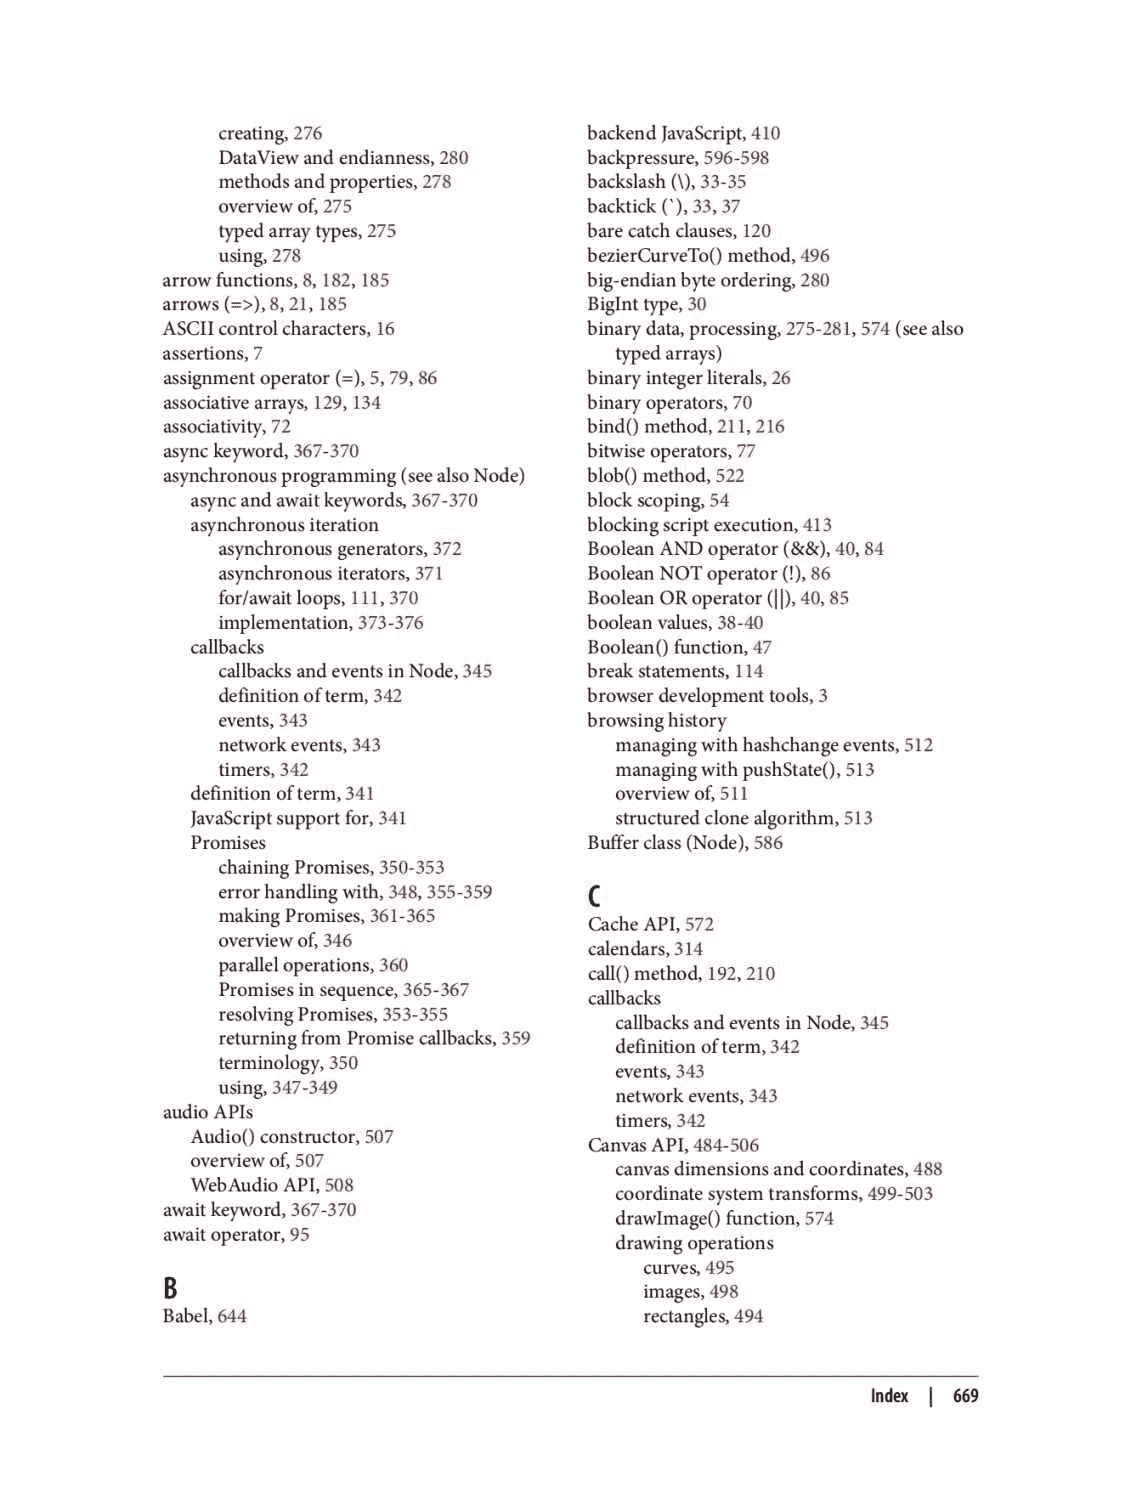 creating, 276
DataView and endianness, 280
methods and properties, 278
overview of, 275
typed array types, 275
using, 278
arrow functions, 8, 182, 185
arrows (=>), 8, 21, 185
ASCII control characters, 16
assertions, 7
assignment operator (=), 5, 79, 86
associative arrays, 129, 134
associativity, 72
async keyword, 367-370
asynchronous programming (see also Node)
async and await keywords, 367-370
asynchronous iteration
asynchronous generators, 372
asynchronous iterators, 371
for/await loops, 111, 370
implementation, 373-376
callbacks
callbacks and events in Node, 345
definition of term, 342
events, 343
network events, 343
timers, 342
definition of term, 341
JavaScript support for, 341
Promises
chaining Promises, 350-353
error handling with, 348, 355-359
making Promises, 361-365
overview of, 346
parallel operations, 360
Promises in sequence, 365-367
resolving Promises, 353-355
returning from Promise callbacks, 359
terminology, 350
using, 347-349
audio APIs
Audio() constructor, 507
overview of, 507
WebAudio API, 508
await keyword, 367-370
await operator, 95
B
Babel, 644
backend JavaScript, 410
backpressure, 596-598
backslash (\), 33-35
backtick (`), 33, 37
bare catch clauses, 120
bezierCurveTo() method, 496
big-endian byte ordering, 280
BigInt type, 30
binary data, processing, 275-281, 574 (see also
typed arrays)
binary integer literals, 26
binary operators, 70
bind() method, 211, 216
bitwise operators, 77
blob() method, 522
block scoping, 54
blocking script execution, 413
Boolean AND operator (&&), 40, 84
Boolean NOT operator (!), 86
Boolean OR operator (||), 40, 85
boolean values, 38-40
Boolean() function, 47
break statements, 114
browser development tools, 3
browsing history
managing with hashchange events, 512
managing with pushState(), 513
overview of, 511
structured clone algorithm, 513
Buffer class (Node), 586
C
Cache API, 572
calendars, 314
call() method, 192, 210
callbacks
callbacks and events in Node, 345
definition of term, 342
events, 343
network events, 343
timers, 342
Canvas API, 484-506
canvas dimensions and coordinates, 488
coordinate system transforms, 499-503
drawImage() function, 574
drawing operations
curves, 495
images, 498
rectangles, 494
Index | 669